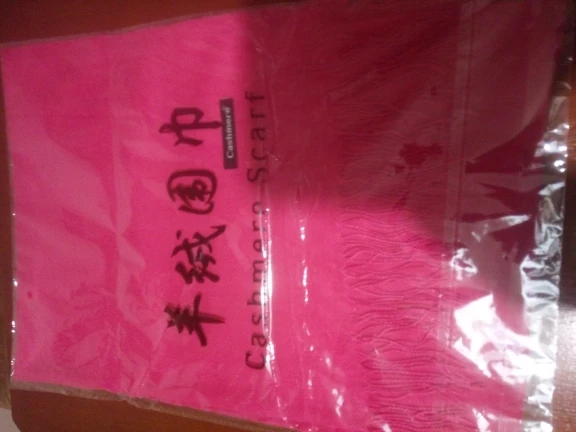 羊绒围巾
Cashmere
Cashmere Scarf